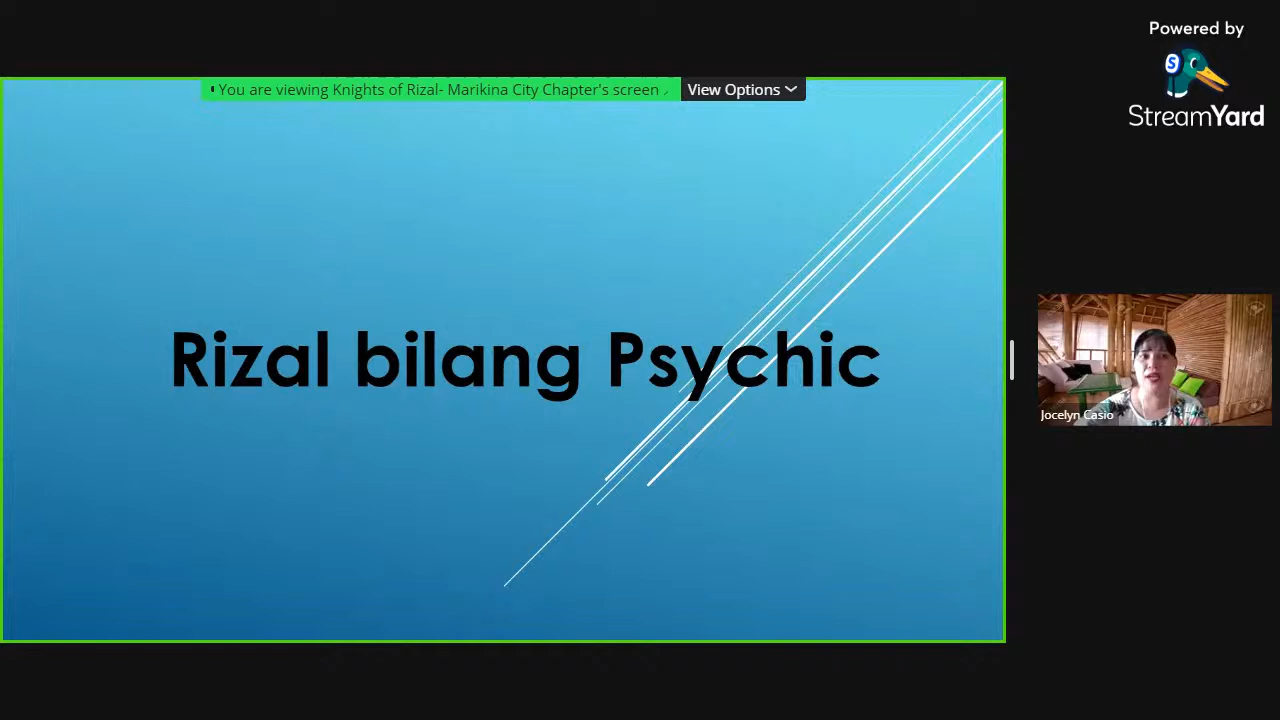 Powered by
StreamYard
You are viewing Knights of Rizal- Marikina City Chapter's screen
View Options
Rizal bilang Psychic
Jocelyn Casio